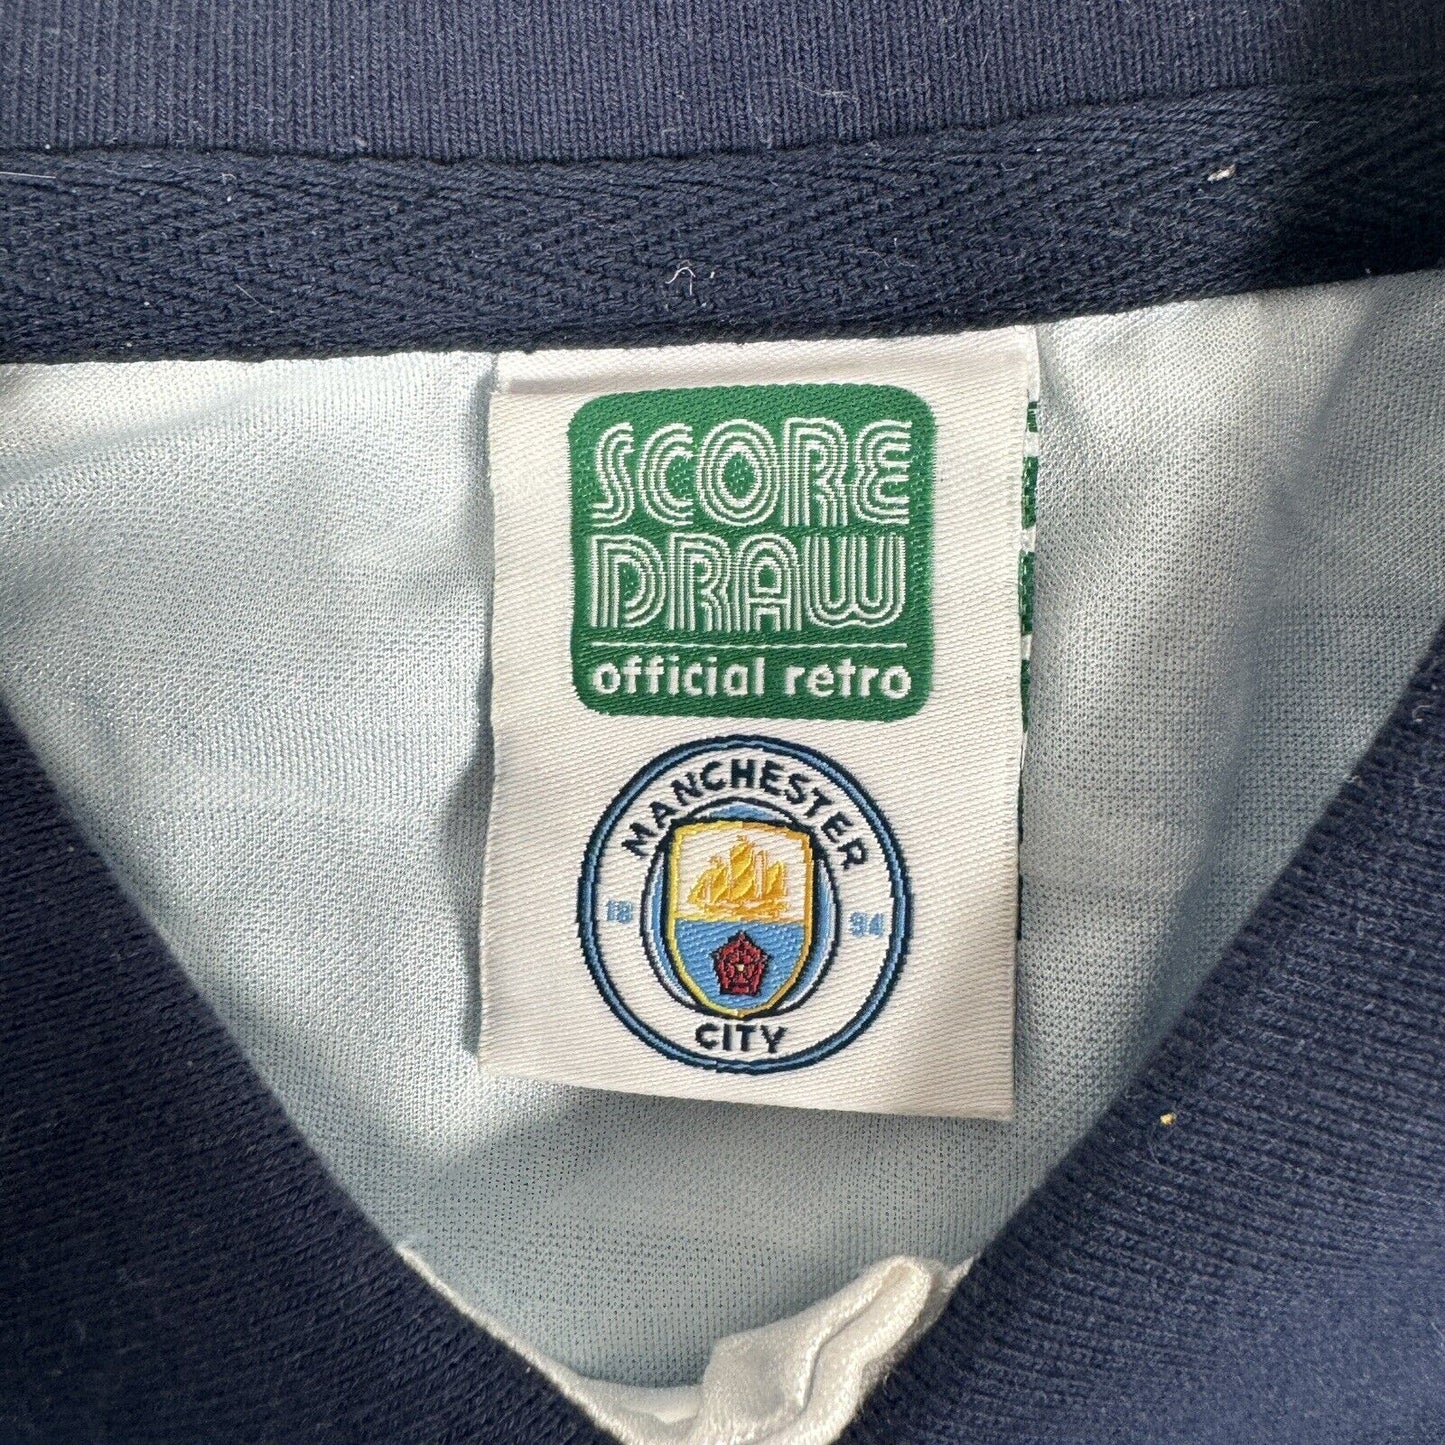 SCORE
DRAW
official retro
MANCHESTER
18 94
CITY